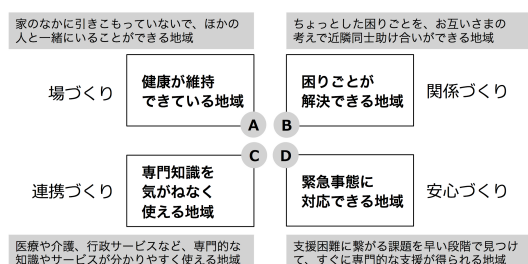 家のなかに引きこもっていないで、ほかの
人と一緒にいることができる地域
ちょっとした困りごとを、お互いさまの
考えで近隣同士助け合いができる地域
場づくり
健康が維持
できている地域
A
B
困りごとが
解決できる地域
関係づくり
連携づくり
専門知識を
気がねなく
使える地域
C
D
緊急事態に
対応できる地域
安心づくり
医療や介護、行政サービスなど、専門的な
知識やサービスが分かりやすく使える地域
支援困難に繋がる課題を早い段階で見つけ
て、すぐに専門的な支援が得られる地域